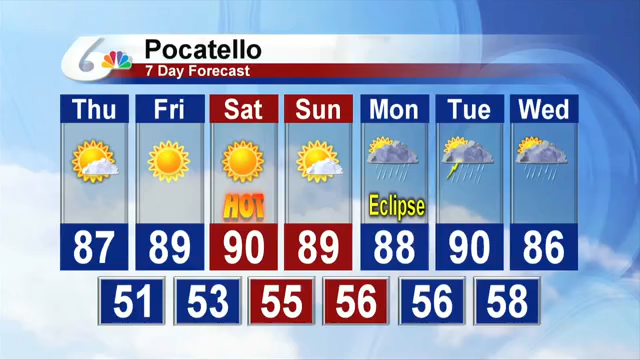 6
Pocatello
7 Day Forecast
Thu Fri Sat Sun Mon Tue Wed
HOT
Eclipse
87 89 90 89 88 90 86
51 53 55 56 56 58